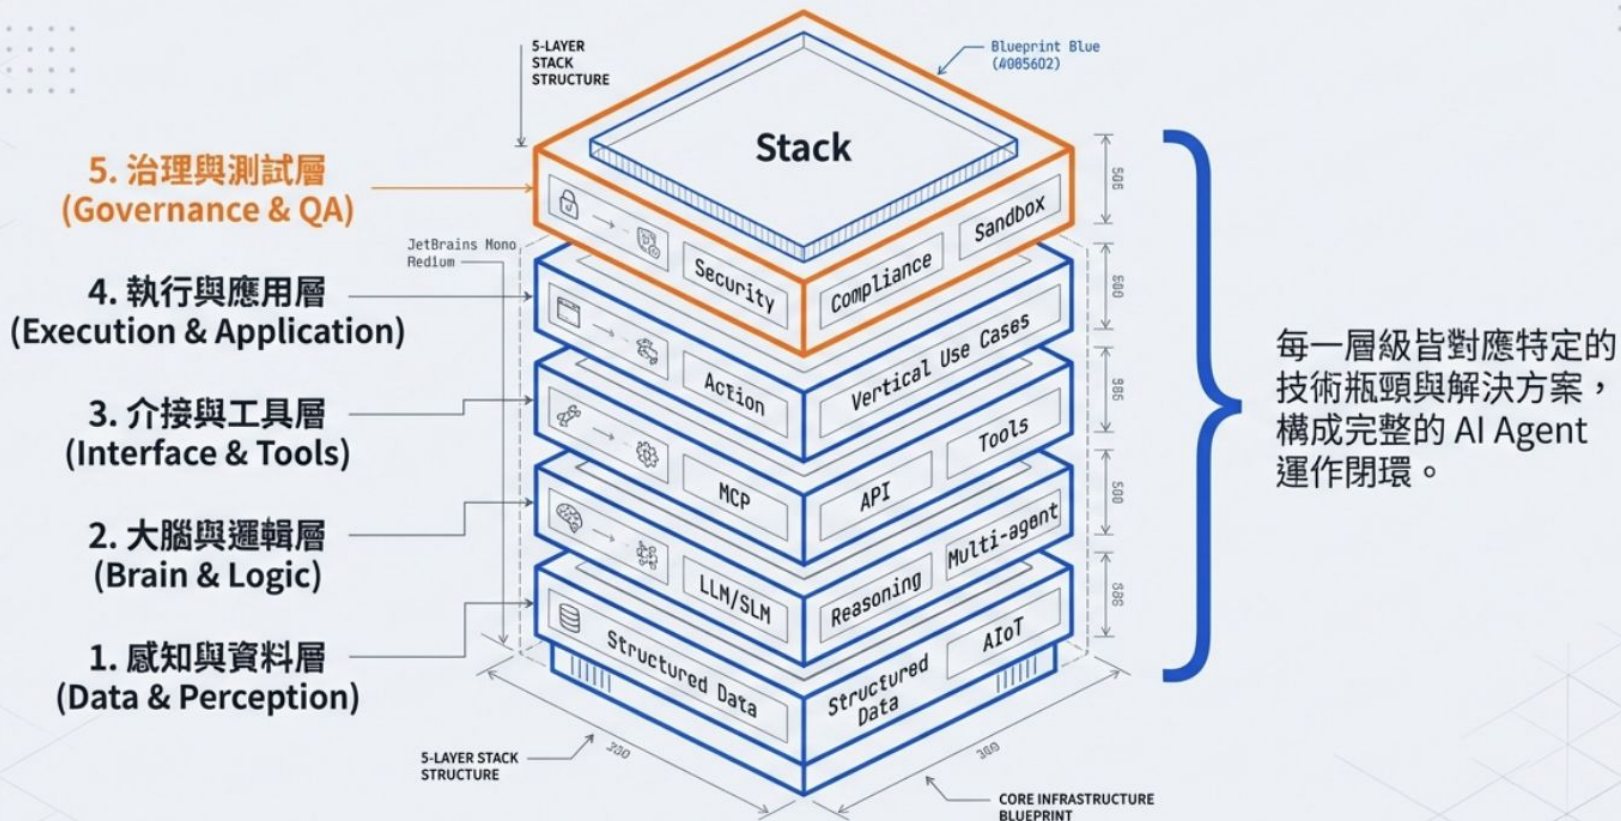 5-LAYER
STACK
STRUCTURE
Blueprint Blue
(4085602)
Stack
5. 治理與測試層
(Governance & QA)
Security
Compliance
Sandbox
JetBrains Mono
Redium
4. 執行與應用層
(Execution & Application)
Action
Vertical Use Cases
3. 介接與工具層
(Interface & Tools)
MCP
API
Tools
2. 大腦與邏輯層
(Brain & Logic)
LLM/SLM
Reasoning
Multi-agent
1. 感知與資料層
(Data & Perception)
Structured Data
Structured
Data
AIoT
每一層級皆對應特定的
技術瓶頸與解決方案，
構成完整的 AI Agent
運作閉環。
5-LAYER STACK
STRUCTURE
CORE INFRASTRUCTURE
BLUEPRINT